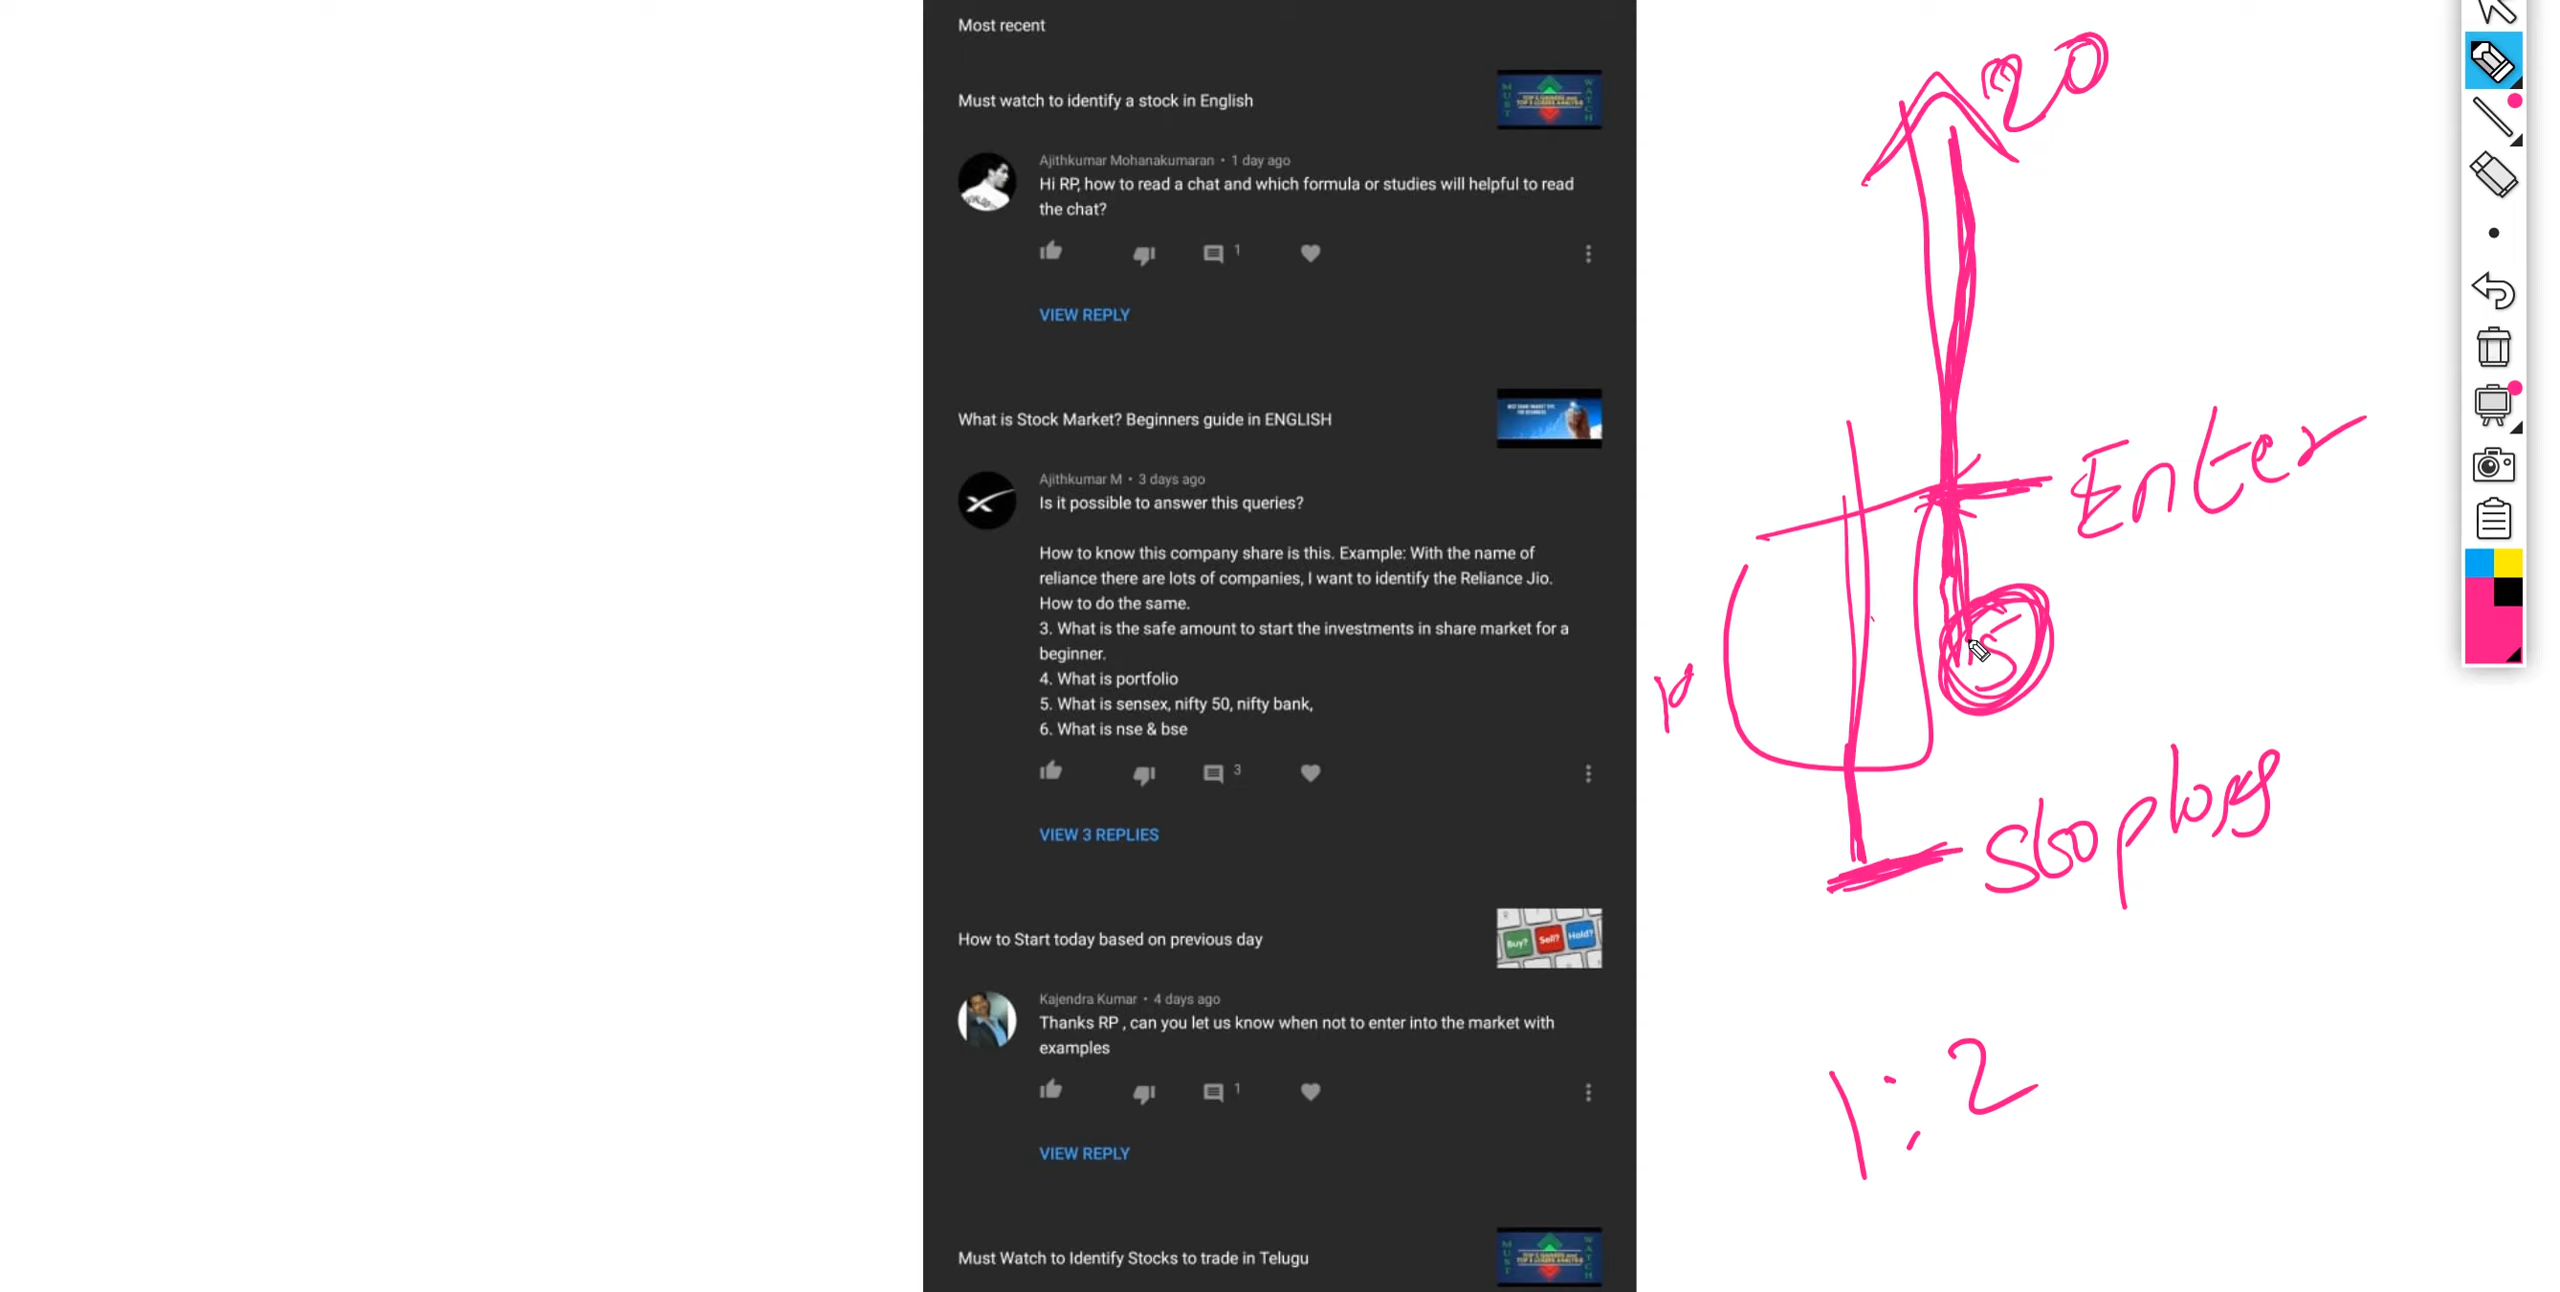 Most recent
Must watch to identify a stock in English
MUST
WATCH
Ajithkumar Mohanakumaran • 1 day ago
Hi RP, how to read a chat and which formula or studies will helpful to read
the chat?
1
VIEW REPLY
What is Stock Market? Beginners guide in ENGLISH
Ajithkumar M • 3 days ago
Is it possible to answer this queries?
How to know this company share is this. Example: With the name of
reliance there are lots of companies, I want to identify the Reliance Jio.
How to do the same.
3. What is the safe amount to start the investments in share market for a
beginner.
4. What is portfolio
5. What is sensex, nifty 50, nifty bank,
6. What is nse & bse
3
VIEW 3 REPLIES
How to Start today based on previous day
Buy? Sell? Hold?
Kajendra Kumar • 4 days ago
Thanks RP , can you let us know when not to enter into the market with
examples
1
VIEW REPLY
Must Watch to Identify Stocks to trade in Telugu
MUST
WATCH
20
Enter
5
10
Stoploss
1:2